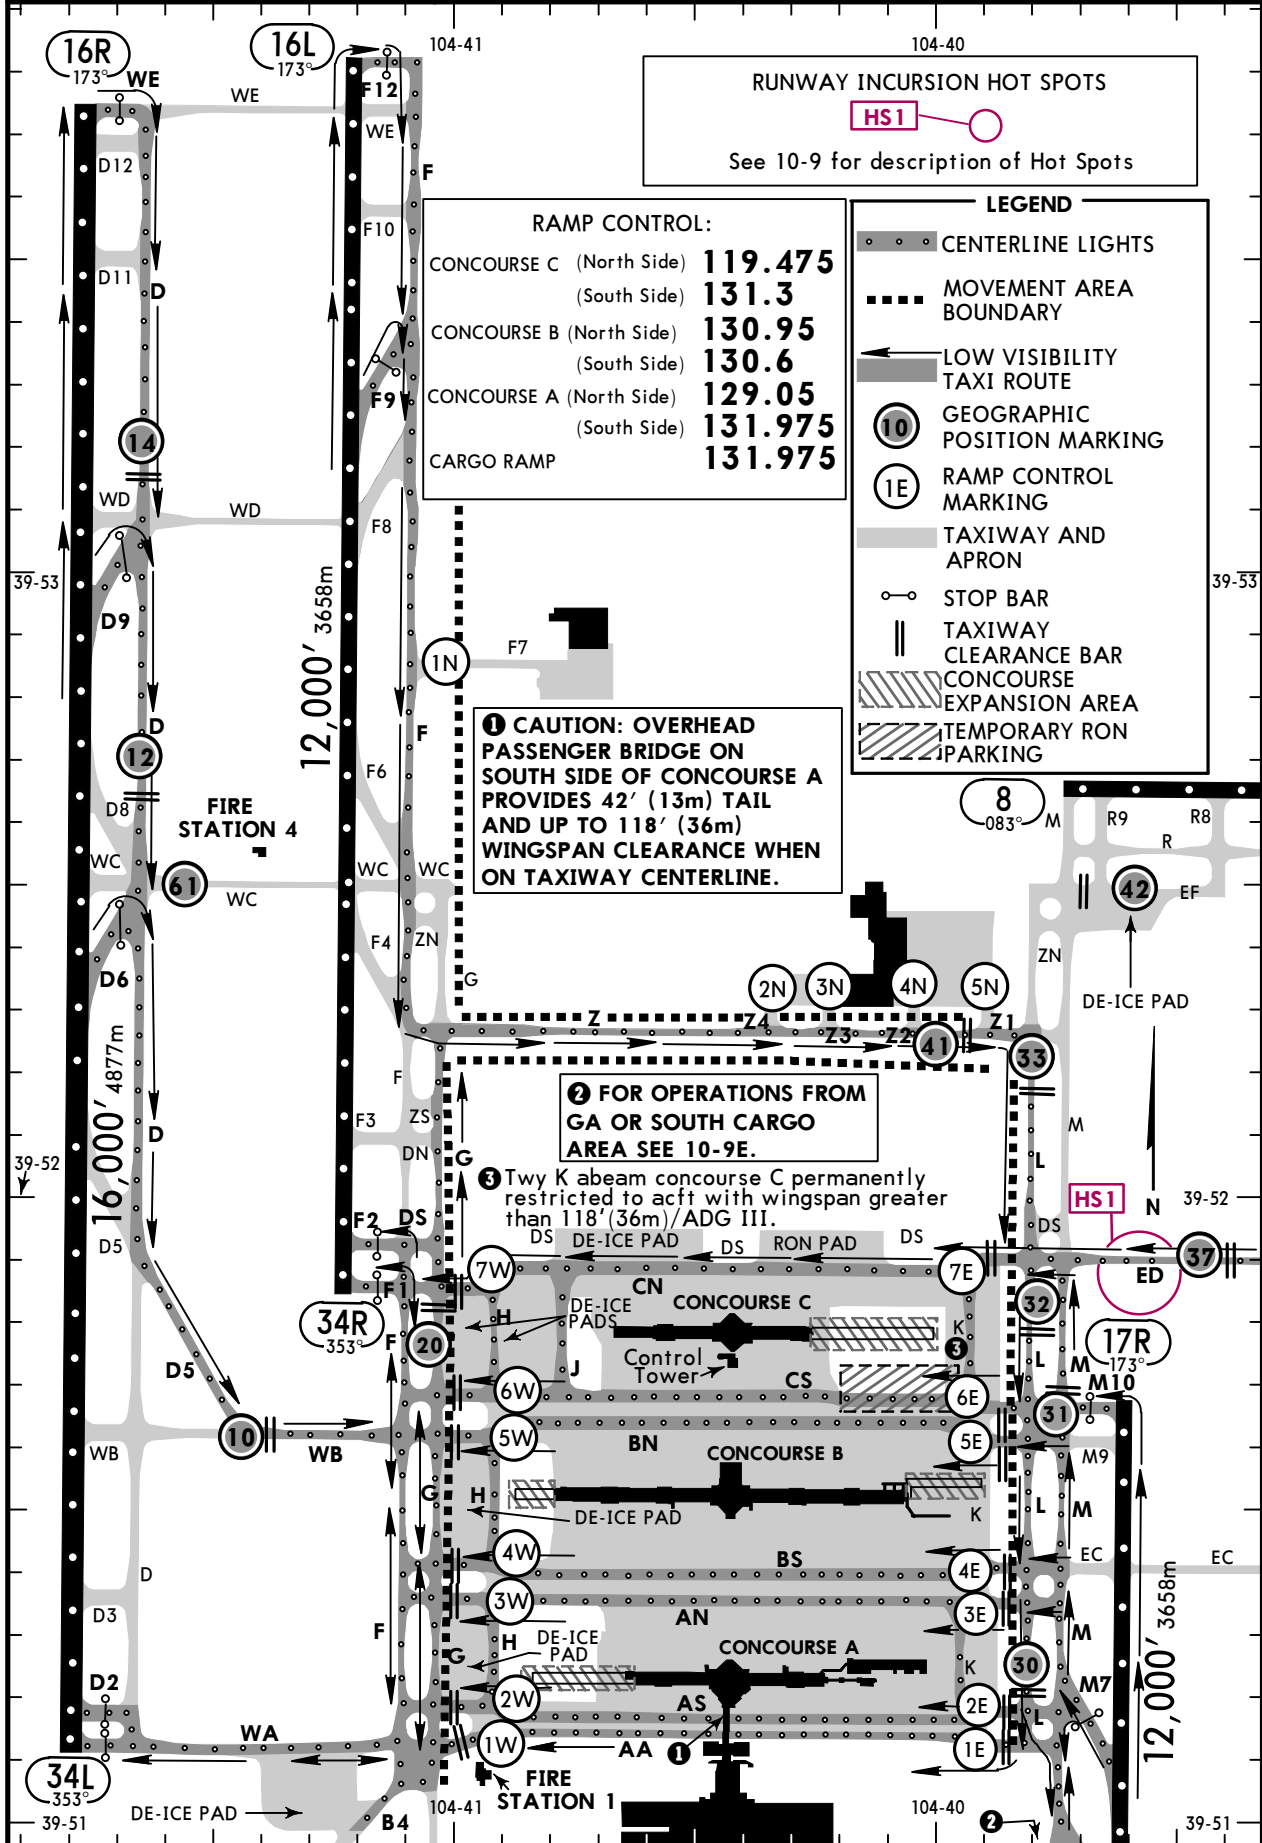 16R
173°
16L
173°
104-41
104-40
RUNWAY INCURSION HOT SPOTS
HS1
See 10-9 for description of Hot Spots
WE
WE
F12
WE
D12
F
F10
D11
D
RAMP CONTROL:
CONCOURSE C (North Side) 119.475
(South Side) 131.3
CONCOURSE B (North Side) 130.95
(South Side) 130.6
CONCOURSE A (North Side) 129.05
(South Side) 131.975
CARGO RAMP 131.975
LEGEND
CENTERLINE LIGHTS
MOVEMENT AREA
BOUNDARY
LOW VISIBILITY
TAXI ROUTE
10
GEOGRAPHIC
POSITION MARKING
1E
RAMP CONTROL
MARKING
TAXIWAY AND
APRON
STOP BAR
TAXIWAY
CLEARANCE BAR
CONCOURSE
EXPANSION AREA
TEMPORARY RON
PARKING
F9
14
WD
WD
F8
39-53
39-53
D9
12,000' 3658m
1N
F7
D
F
12
F6
D8
FIRE
STATION 4
WC
61
WC
WC
WC
❶ CAUTION: OVERHEAD
PASSENGER BRIDGE ON
SOUTH SIDE OF CONCOURSE A
PROVIDES 42' (13m) TAIL
AND UP TO 118' (36m)
WINGSPAN CLEARANCE WHEN
ON TAXIWAY CENTERLINE.
8
083°
M
R9
R8
R
42
EF
D6
F4
ZN
G
ZN
DE-ICE PAD
2N
3N
4N
5N
Z
Z4
Z3
Z2
41
Z1
33
16,000' 4877m
F
F3
ZS
DN
D
❷ FOR OPERATIONS FROM
GA OR SOUTH CARGO
AREA SEE 10-9E.
M
L
39-52
39-52
G
❸ Twy K abeam concourse C permanently
restricted to acft with wingspan greater
than 118'(36m)/ADG III.
HS1
N
D5
F2
DS
DS
DE-ICE PAD
DS
RON PAD
DS
DS
ED
37
7W
CN
7E
F1
H
DE-ICE
PADS
CONCOURSE C
32
34R
353°
F
20
Control
Tower
K
❸
17R
173°
D5
J
CS
L
M
M10
6W
6E
31
10
WB
WB
5W
BN
5E
M9
G
H
CONCOURSE B
DE-ICE PAD
K
L
M
4W
BS
4E
EC
EC
D
3W
AN
3E
D3
F
G
H
DE-ICE
PAD
CONCOURSE A
K
30
M
M7
12,000' 3658m
D2
2W
AS
2E
L
WA
1W
AA
❶
1E
34L
353°
FIRE
STATION 1
DE-ICE PAD
B4
39-51
104-41
104-40
❷
39-51